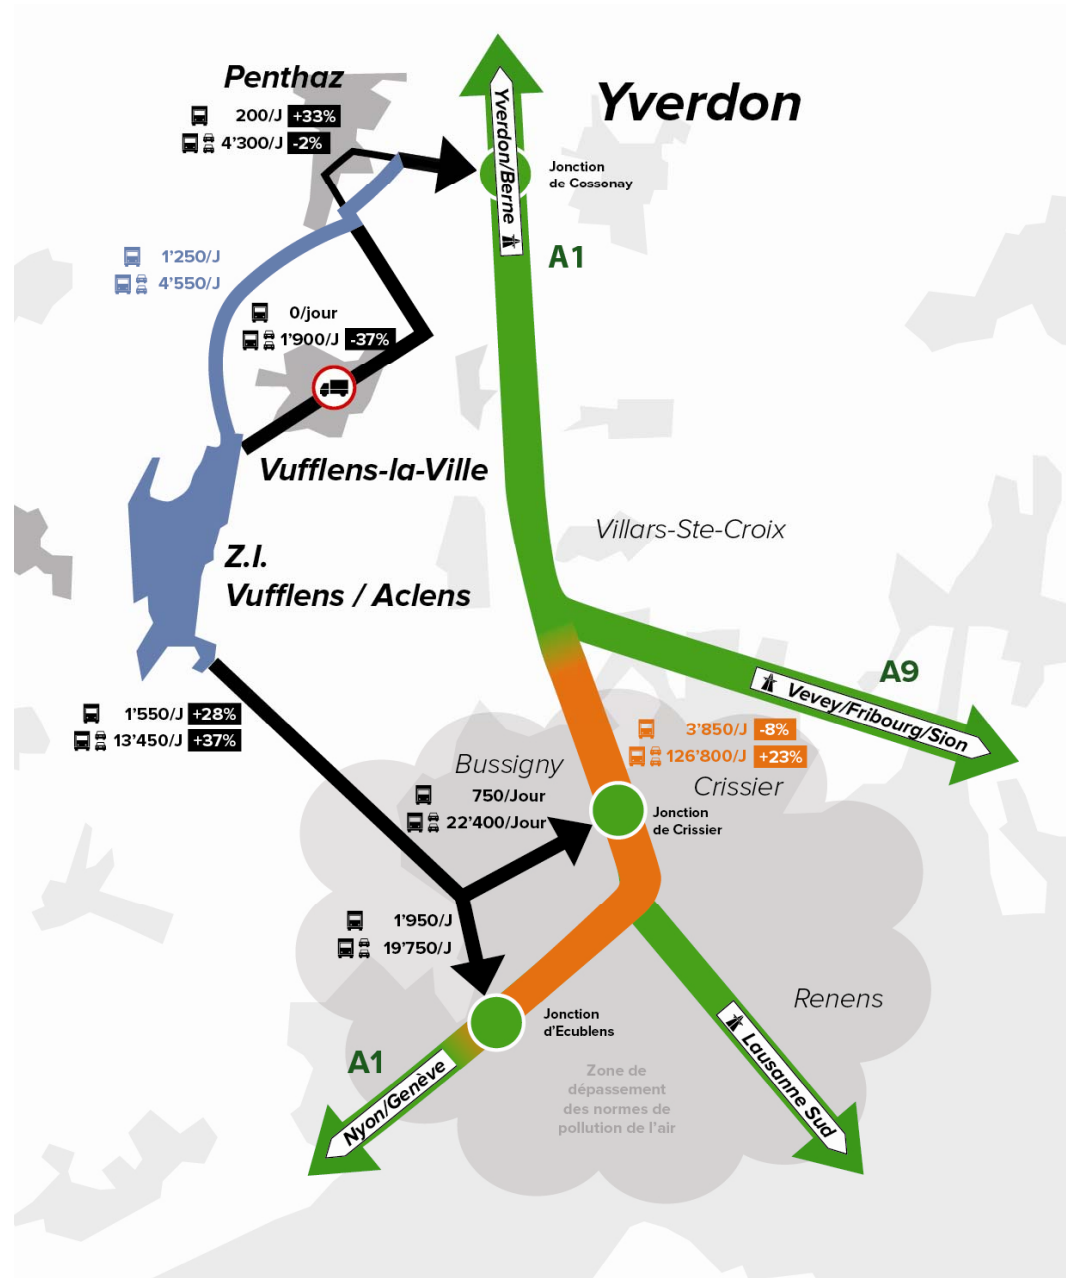 Penthaz
200/J +33%
4'300/J -2%
Yverdon
Yverdon/Berne
Jonction
de Cossonay
A1
1'250/J
4'550/J
0/jour
1'900/J -37%
Vufflens-la-Ville
Villars-Ste-Croix
Z.I.
Vufflens / Aclens
A9
Vevey/Fribourg/Sion
1'550/J +28%
13'450/J +37%
3'850/J -8%
126'800/J +23%
Bussigny
Crissier
750/Jour
22'400/Jour
Jonction
de Crissier
1'950/J
19'750/J
Renens
Jonction
d'Ecublens
A1
Nyon/Genève
Lausanne Sud
Zone de
dépassement
des normes de
pollution de l'air